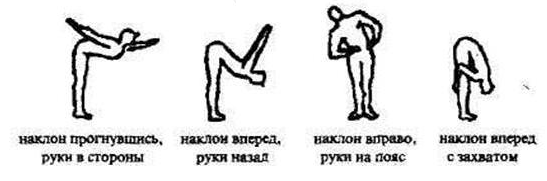 наклон прогнувшись,
руки в стороны
наклон вперед,
руки назад
наклон вправо,
руки на пояс
наклон вперед
с захватом